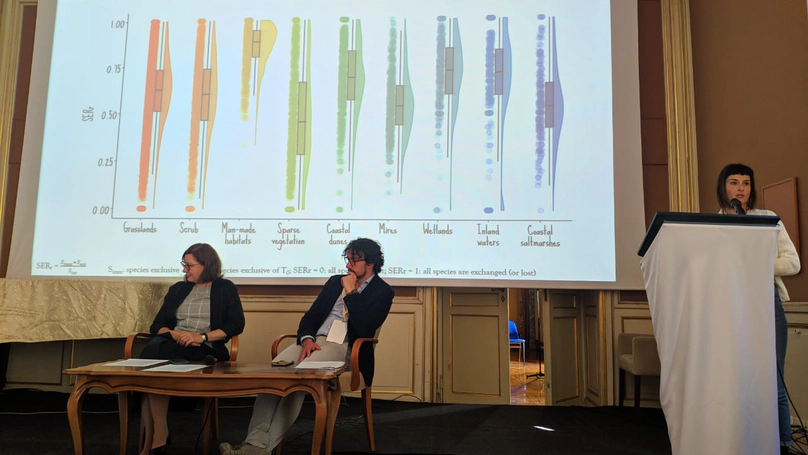 1.00
0.75
0.50
0.25
0.00
SERr
Grasslands Scrub Man-made habitats Sparse vegetation Coastal dunes Mires Wetlands Inland waters Coastal saltmarshes
SERr =
species exclusive species exclusive of SERr = 0: all SERr = 1: all species are exchanged (or lost)